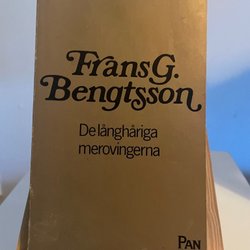 Frans G.
Bengtsson
De långhåriga
merovingerna
PAN